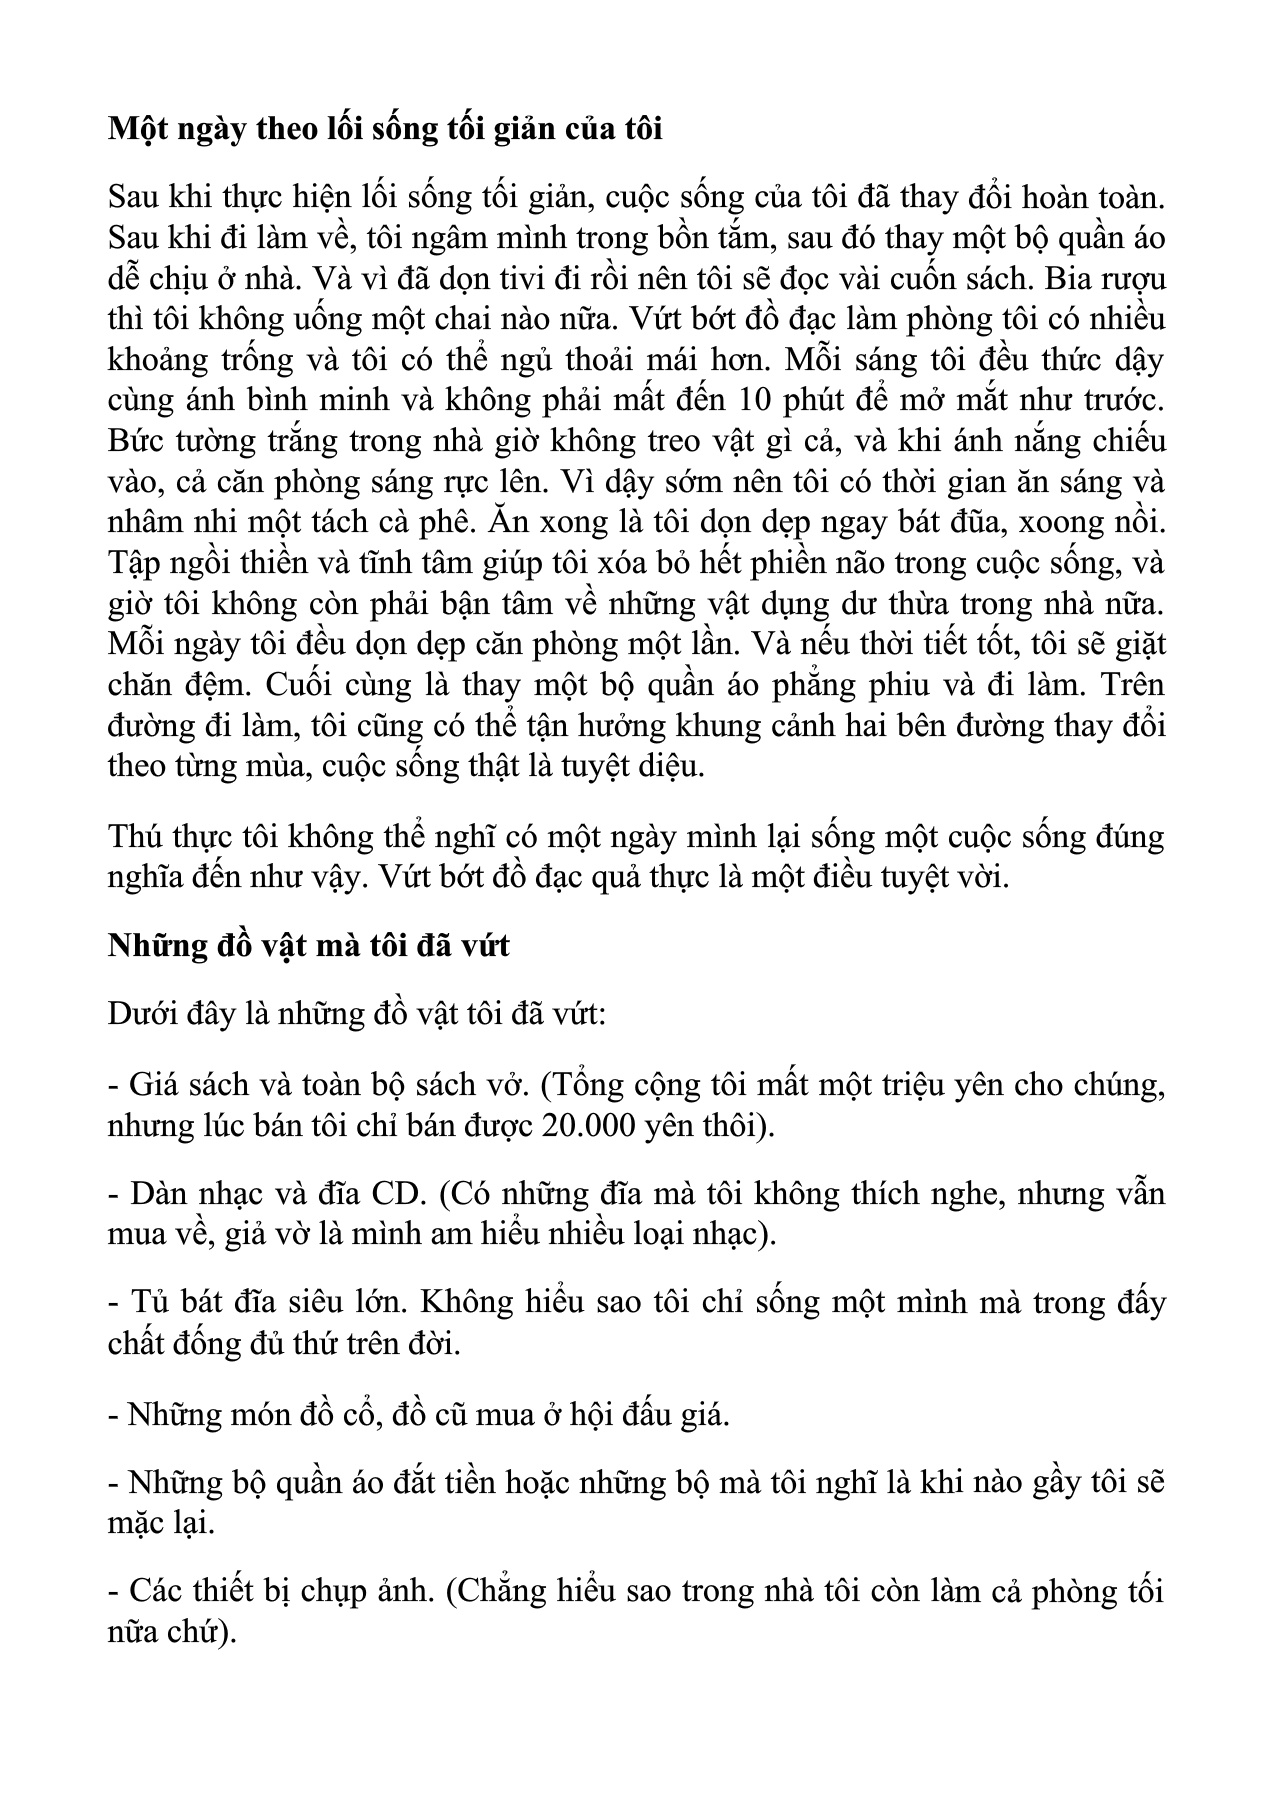 Một ngày theo lối sống tối giản của tôi
Sau khi thực hiện lối sống tối giản, cuộc sống của tôi đã thay đổi hoàn toàn.
Sau khi đi làm về, tôi ngâm mình trong bồn tắm, sau đó thay một bộ quần áo
dễ chịu ở nhà. Và vì đã dọn tivi đi rồi nên tôi sẽ đọc vài cuốn sách. Bia rượu
thì tôi không uống một chai nào nữa. Vứt bớt đồ đạc làm phòng tôi có nhiều
khoảng trống và tôi có thể ngủ thoải mái hơn. Mỗi sáng tôi đều thức dậy
cùng ánh bình minh và không phải mất đến 10 phút để mở mắt như trước.
Bức tường trắng trong nhà giờ không treo vật gì cả, và khi ánh nắng chiếu
vào, cả căn phòng sáng rực lên. Vì dậy sớm nên tôi có thời gian ăn sáng và
nhâm nhi một tách cà phê. Ăn xong là tôi dọn dẹp ngay bát đũa, xoong nồi.
Tập ngồi thiền và tĩnh tâm giúp tôi xóa bỏ hết phiền não trong cuộc sống, và
giờ tôi không còn phải bận tâm về những vật dụng dư thừa trong nhà nữa.
Mỗi ngày tôi đều dọn dẹp căn phòng một lần. Và nếu thời tiết tốt, tôi sẽ giặt
chăn đệm. Cuối cùng là thay một bộ quần áo phẳng phiu và đi làm. Trên
đường đi làm, tôi cũng có thể tận hưởng khung cảnh hai bên đường thay đổi
theo từng mùa, cuộc sống thật là tuyệt diệu.
Thú thực tôi không thể nghĩ có một ngày mình lại sống một cuộc sống đúng
nghĩa đến như vậy. Vứt bớt đồ đạc quả thực là một điều tuyệt vời.
Những đồ vật mà tôi đã vứt
Dưới đây là những đồ vật tôi đã vứt:
- Giá sách và toàn bộ sách vở. (Tổng cộng tôi mất một triệu yên cho chúng,
nhưng lúc bán tôi chỉ bán được 20.000 yên thôi).
- Dàn nhạc và đĩa CD. (Có những đĩa mà tôi không thích nghe, nhưng vẫn
mua về, giả vờ là mình am hiểu nhiều loại nhạc).
- Tủ bát đĩa siêu lớn. Không hiểu sao tôi chỉ sống một mình mà trong đấy
chất đống đủ thứ trên đời.
- Những món đồ cổ, đồ cũ mua ở hội đấu giá.
- Những bộ quần áo đắt tiền hoặc những bộ mà tôi nghĩ là khi nào gầy tôi sẽ
mặc lại.
- Các thiết bị chụp ảnh. (Chẳng hiểu sao trong nhà tôi còn làm cả phòng tối
nữa chứ).